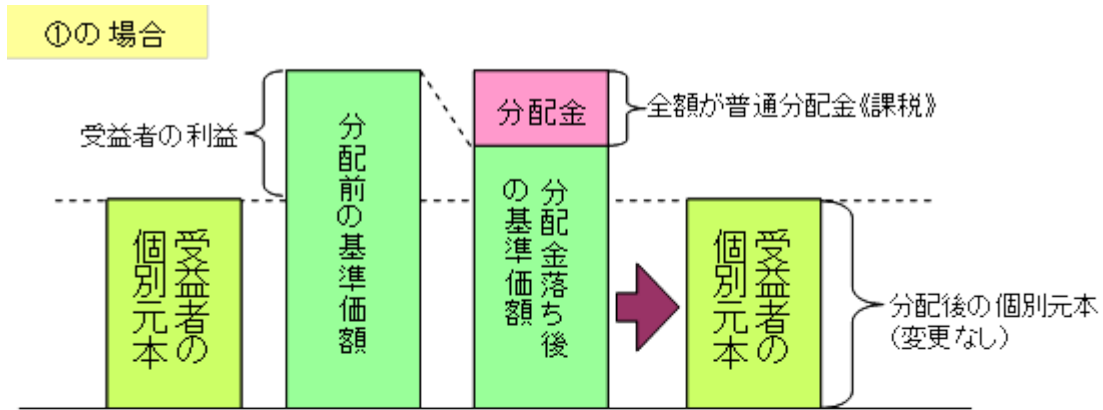 ①の場合
受益者の利益
受益者の
個別元本
分配前の基準価額
分配金
全額が普通分配金《課税》
分配金落ち後
の基準価額
受益者の
個別元本
分配後の個別元本
(変更なし)